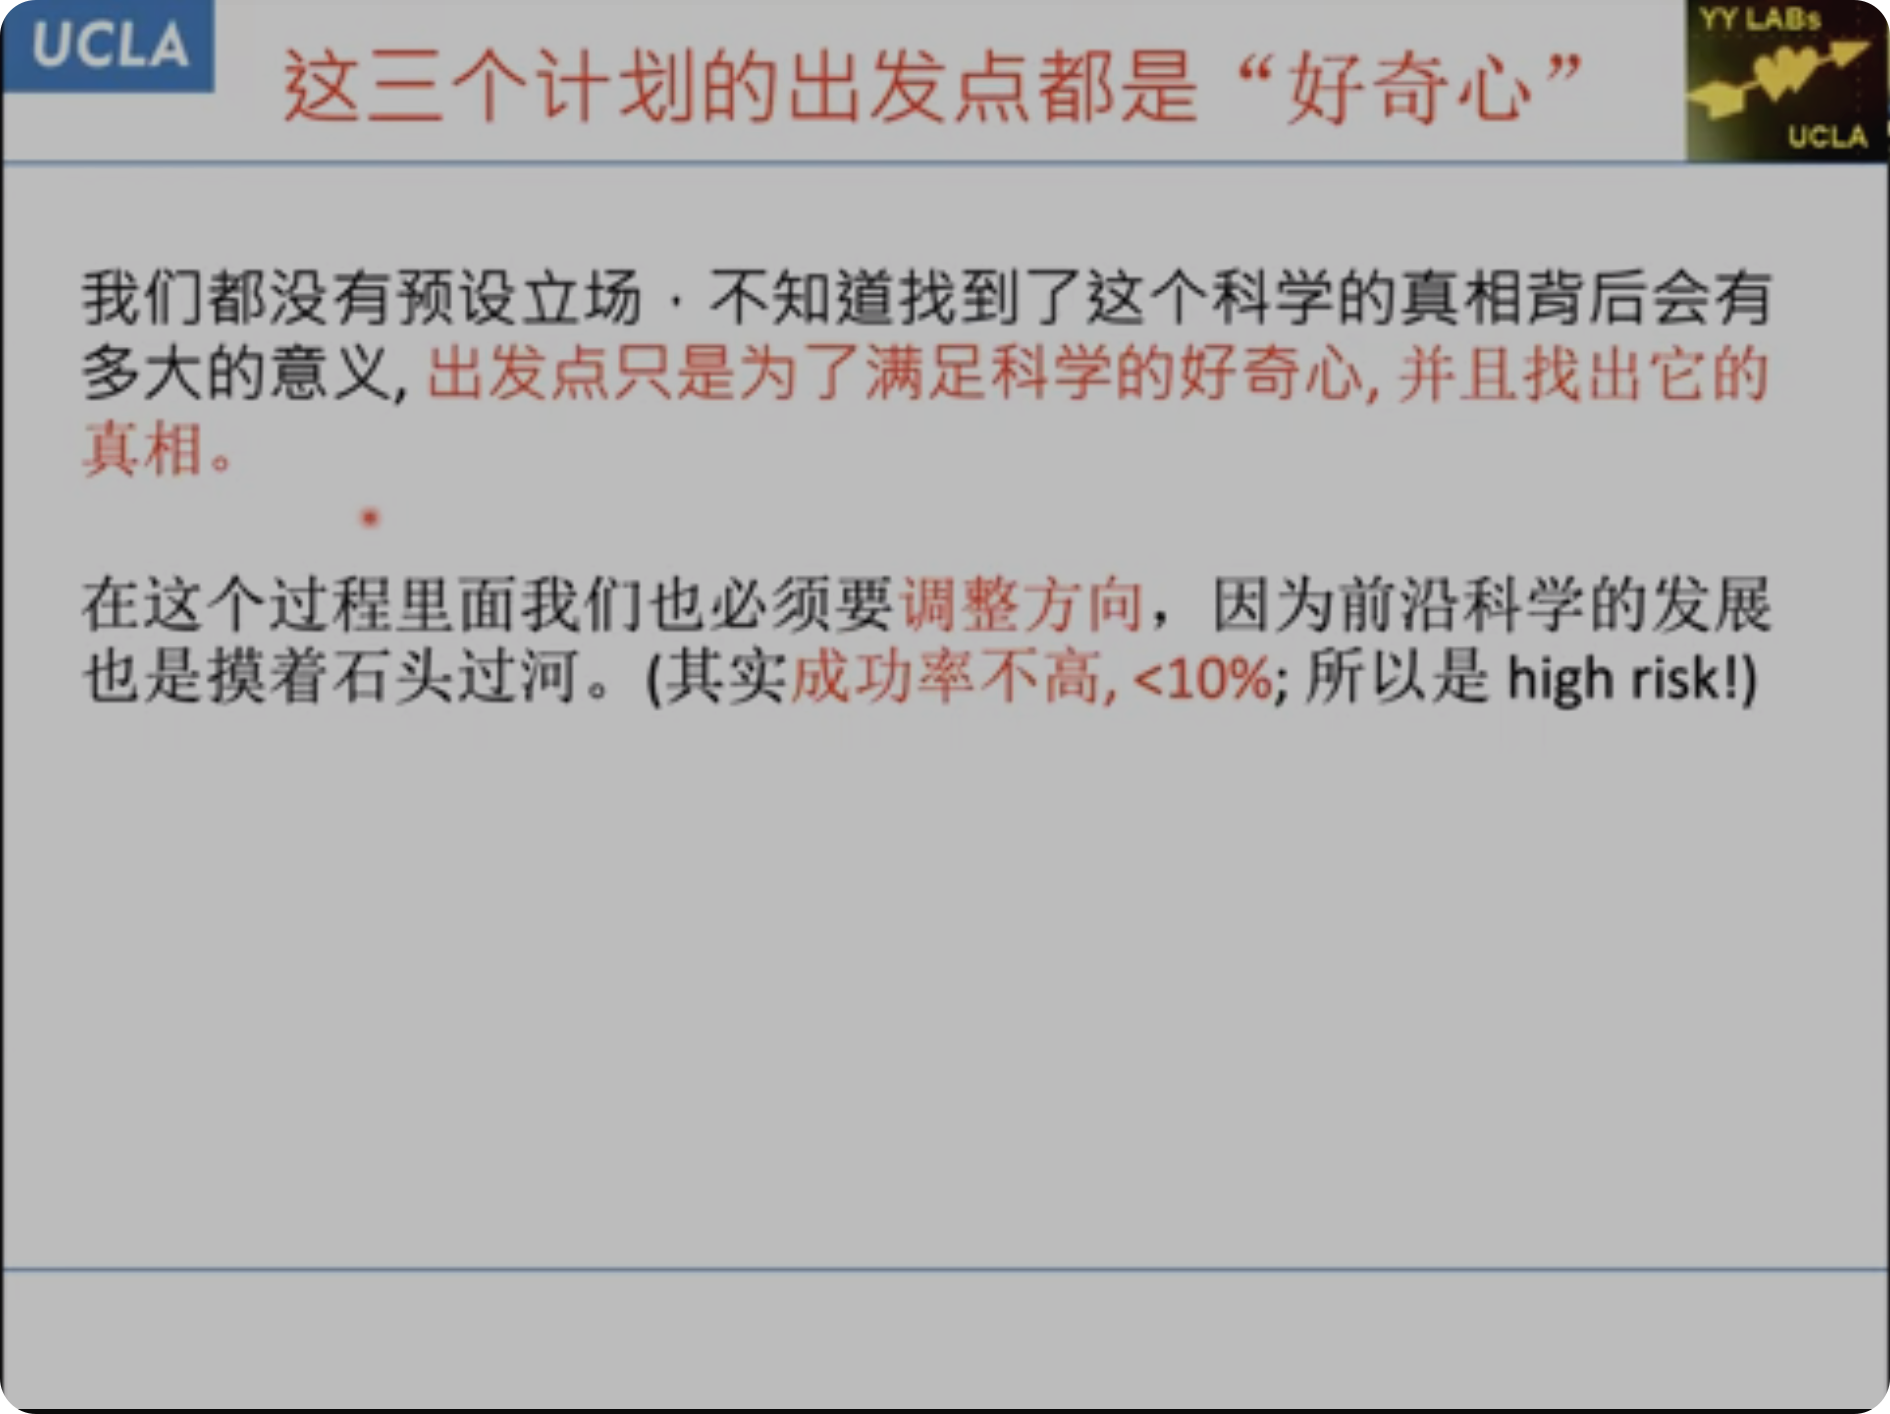 UCLA
这三个计划的出发点都是“好奇心”
YY LABs
UCLA
我们都没有预设立场·不知道找到了这个科学的真相背后会有
多大的意义,出发点只是为了满足科学的好奇心,并且找出它的
真相。
在这个过程里面我们也必须要调整方向，因为前沿科学的发展
也是摸着石头过河。(其实成功率不高, <10%; 所以是 high risk!)